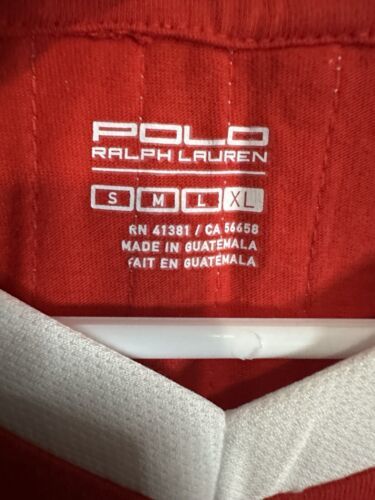 POLO
RALPH LAUREN
S M L XL
RN 41381 / CA 56658
MADE IN GUATEMALA
FAIT EN GUATEMALA